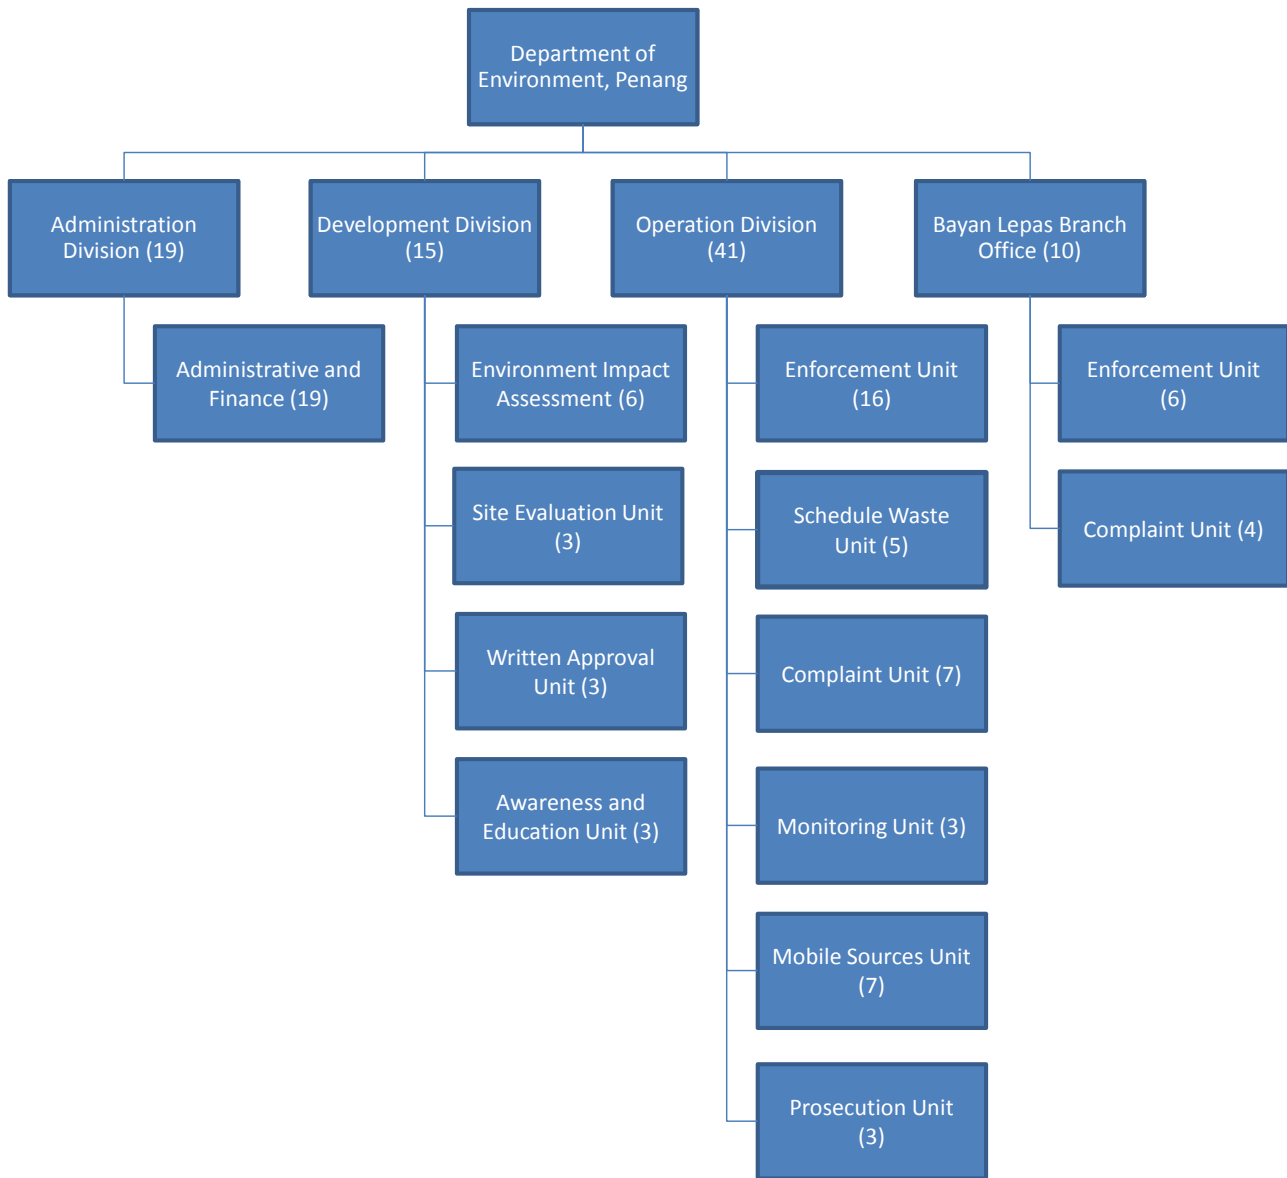 Department of
Environment, Penang
Administration
Division (19)
Development Division
(15)
Operation Division
(41)
Bayan Lepas Branch
Office (10)
Administrative and
Finance (19)
Environment Impact
Assessment (6)
Enforcement Unit
(16)
Enforcement Unit
(6)
Site Evaluation Unit
(3)
Schedule Waste
Unit (5)
Complaint Unit (4)
Written Approval
Unit (3)
Complaint Unit (7)
Awareness and
Education Unit (3)
Monitoring Unit (3)
Mobile Sources Unit
(7)
Prosecution Unit
(3)